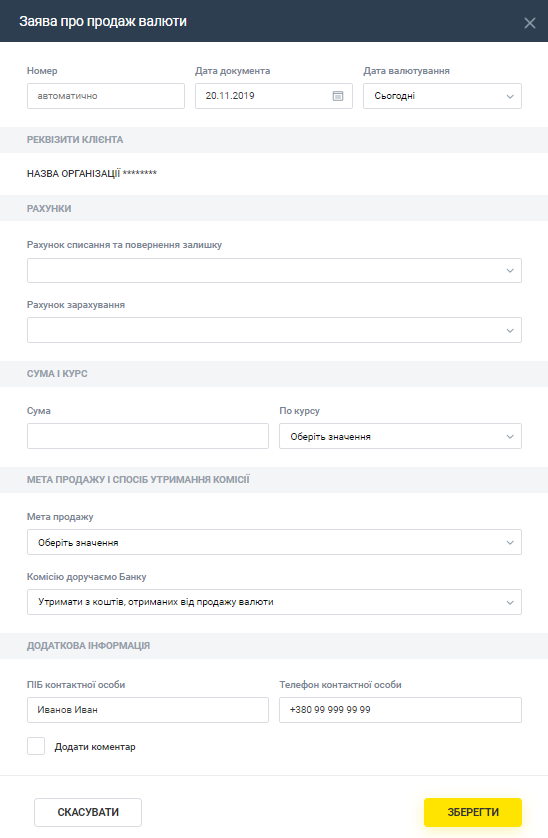 Заява про продаж валюти
Номер Дата документа Дата валютування
автоматично 20.11.2019 Сьогодні
РЕКВІЗИТИ КЛІЄНТА
НАЗВА ОРГАНІЗАЦІЇ ********
РАХУНКИ
Рахунок списання та повернення залишку
Рахунок зарахування
СУМА І КУРС
Сума По курсу
Оберіть значення
МЕТА ПРОДАЖУ І СПОСІБ УТРИМАННЯ КОМІСІЇ
Мета продажу
Оберіть значення
Комісію доручаємо Банку
Утримати з коштів, отриманих від продажу валюти
ДОДАТКОВА ІНФОРМАЦІЯ
ПІБ контактної особи Телефон контактної особи
Иванов Иван +380 99 999 99 99
Додати коментар
СКАСУВАТИ ЗБЕРЕГТИ